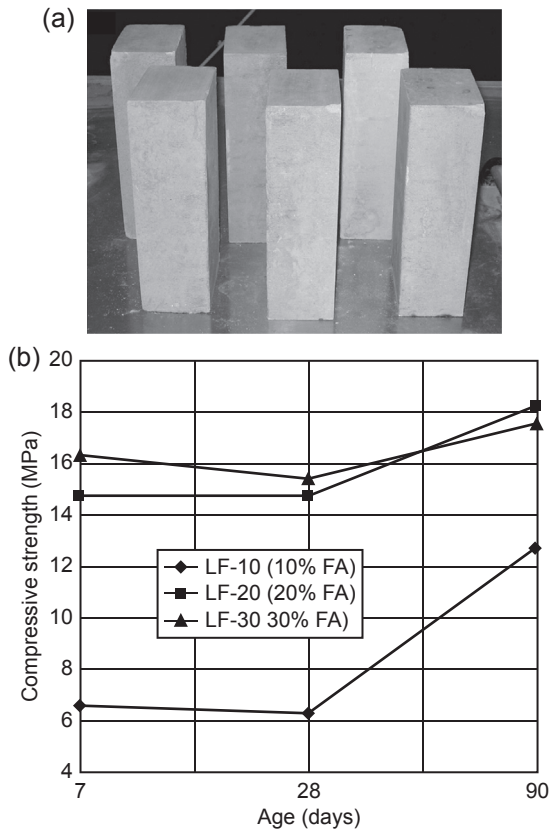 (a)
(b)
20
18
16
14
12
10
8
6
4
Compressive strength (MPa)
LF-10 (10% FA)
LF-20 (20% FA)
LF-30 30% FA)
7
28
90
Age (days)